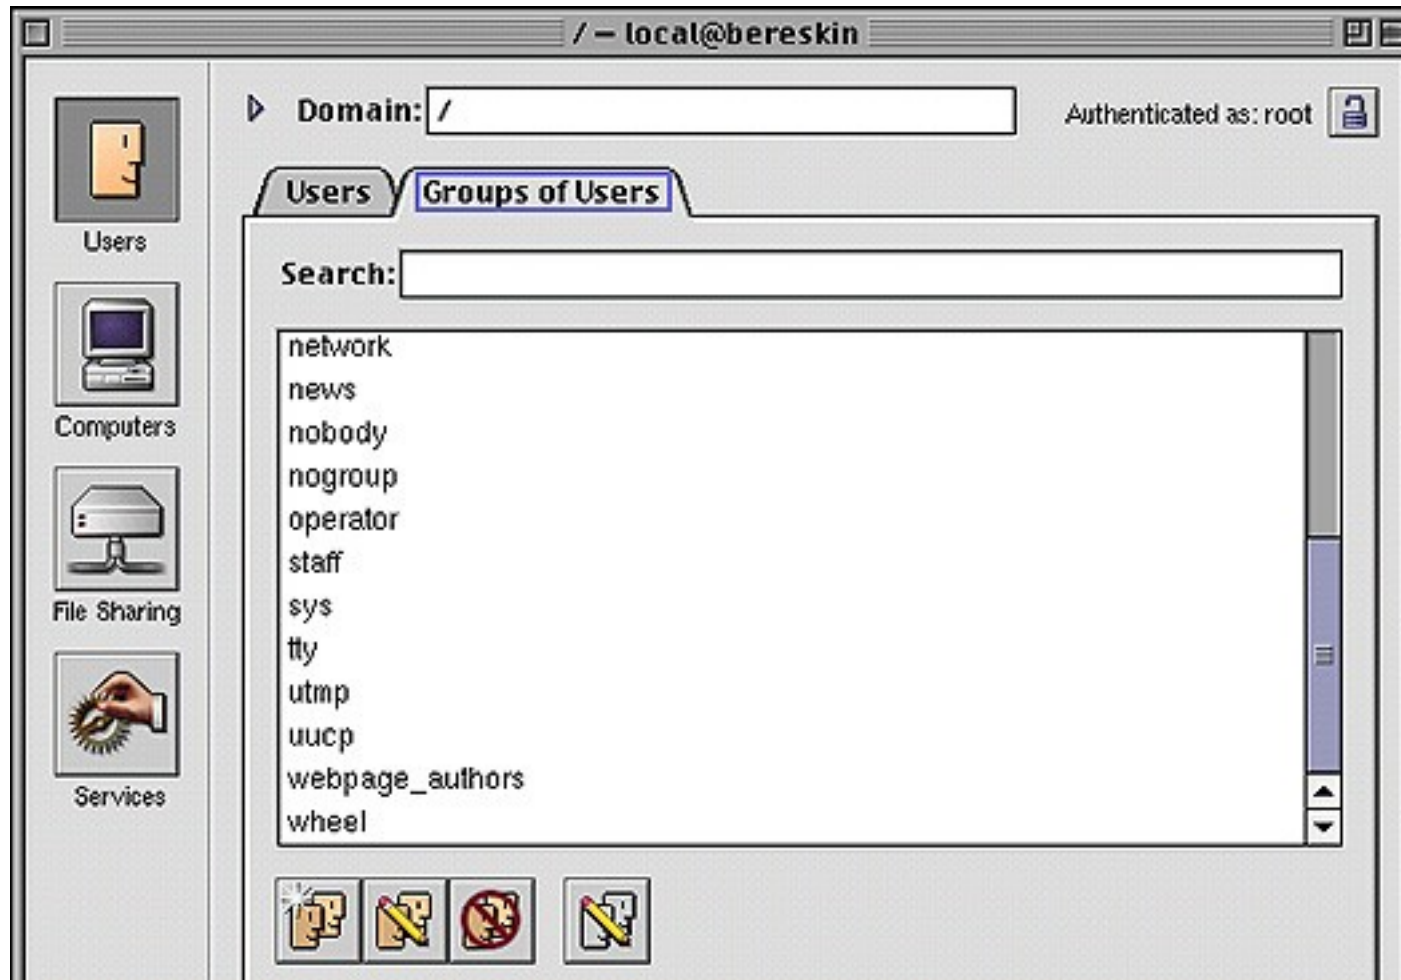 / — local@bereskin
Domain: /
Authenticated as: root
Users
Groups of Users
Users
Computers
File Sharing
Services
Search:
network
news
nobody
nogroup
operator
staff
sys
tty
utmp
uucp
webpage_authors
wheel